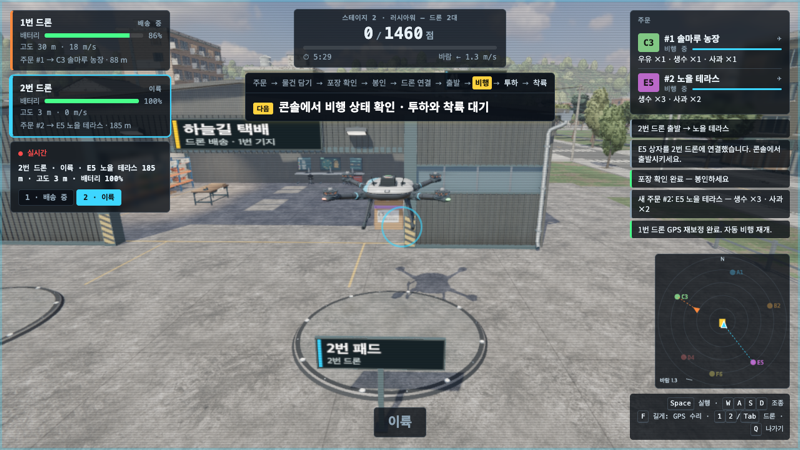 1번 드론 배송 중
배터리 86%
고도 30 m · 18 m/s
주문 #1 → C3 솔마루 농장 · 88 m
2번 드론 이륙
배터리 100%
고도 3 m · 0 m/s
주문 #2 → E5 노을 테라스 · 185 m
● 실시간
2번 드론 · 이륙 · E5 노을 테라스 185
m · 고도 3 m · 배터리 100%
1 · 배송 중 2 · 이륙
스테이지 2 · 러시아워 — 드론 2대
0/1460점
5:29 바람 ← 1.3 m/s
주문 → 물건 담기 → 포장 확인 → 봉인 → 드론 연결 → 출발 → 비행 → 투하 → 착륙
다음 콘솔에서 비행 상태 확인 · 투하와 착륙 대기
하늘길 택배
드론 배송 · 1번 기지
2번 패드
2번 드론
이륙
주문
C3 #1 솔마루 농장
비행 중
우유 ×1 · 생수 ×1 · 사과 ×1
E5 #2 노을 테라스
비행 중
생수 ×3 · 사과 ×2
2번 드론 출발 → 노을 테라스
E5 상자를 2번 드론에 연결했습니다. 콘솔에서
출발시키세요.
포장 확인 완료 — 봉인하세요
새 주문 #2: E5 노을 테라스 — 생수 ×3 · 사과
×2
1번 드론 GPS 재보정 완료. 자동 비행 재개.
N
A1
C3
B2
D4
E5
F6
바람 1.3
Space 실행 · W A S D 조종
F 길게: GPS 수리 · 1 2 / Tab 드론 ·
Q 나가기